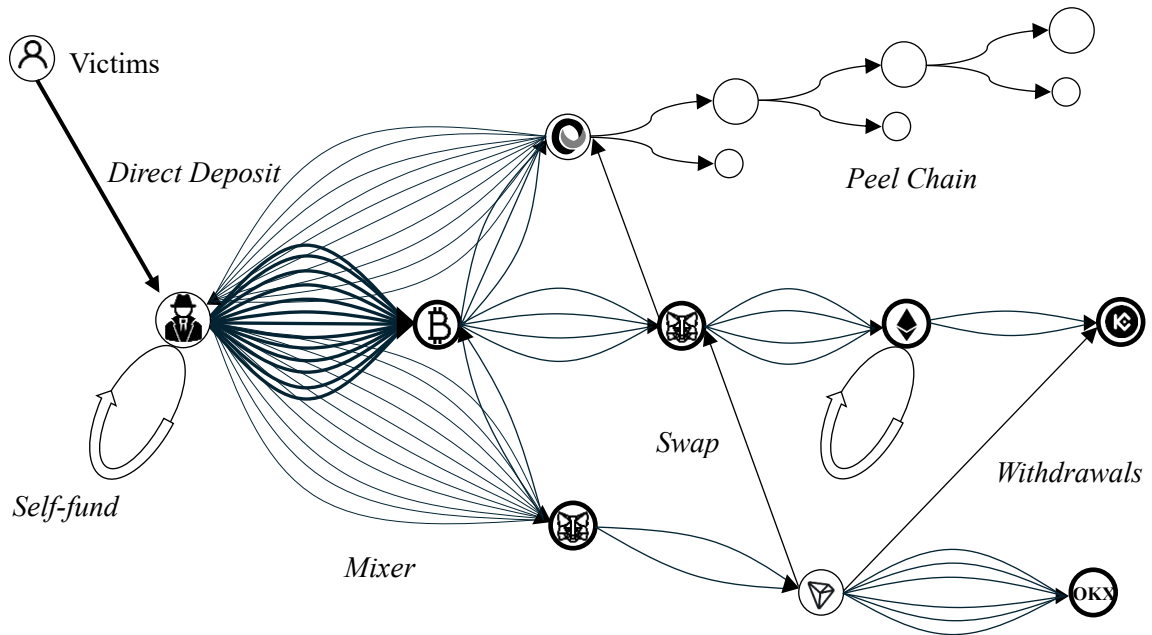 Victims
Direct Deposit
Peel Chain
Swap
Withdrawals
Self-fund
Mixer
OKX